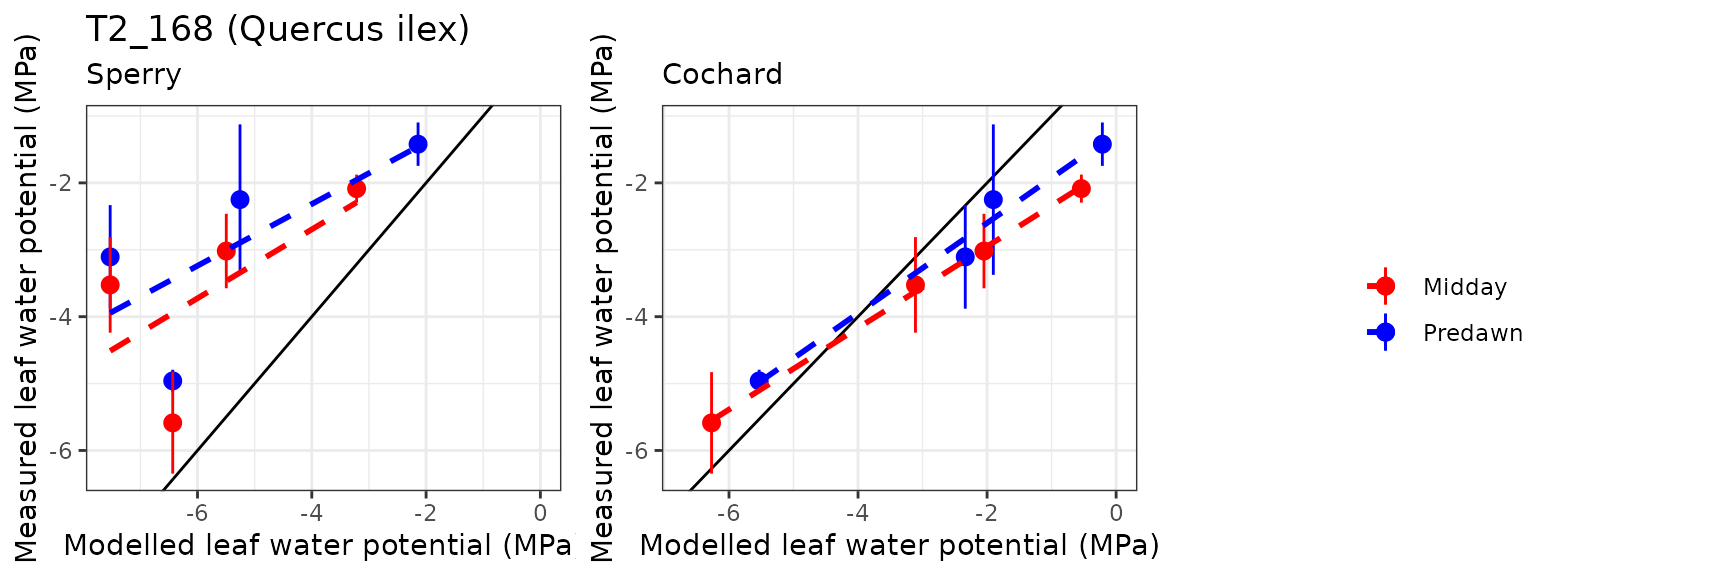 T2_168 (Quercus ilex)
Sperry
Measured leaf water potential (MPa)
-2
-4
-6
-6
-4
-2
0
Modelled leaf water potential (MPa
Cochard
Measured leaf water potential (MPa)
-2
-4
-6
-6
-4
-2
0
Modelled leaf water potential (MPa)
Midday
Predawn